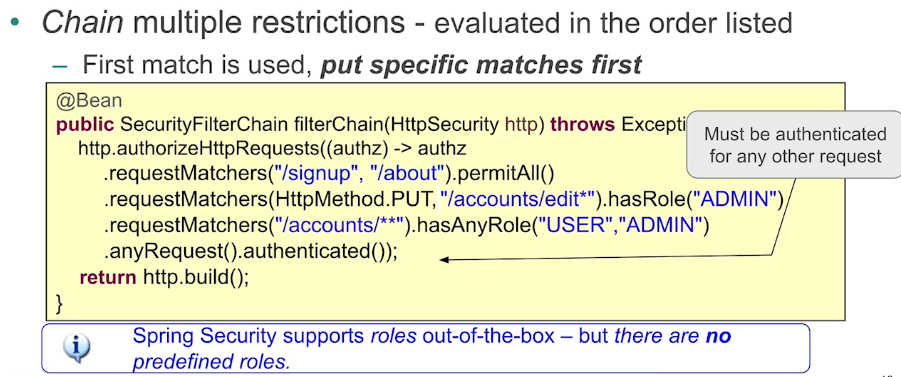 • Chain multiple restrictions - evaluated in the order listed
– First match is used, put specific matches first
@Bean
public SecurityFilterChain filterChain(HttpSecurity http) throws Excepti
Must be authenticated
for any other request
http.authorizeHttpRequests((authz) -> authz
.requestMatchers("/signup", "/about").permitAll()
.requestMatchers(HttpMethod.PUT,"/accounts/edit*").hasRole("ADMIN")
.requestMatchers("/accounts/**").hasAnyRole("USER","ADMIN")
.anyRequest().authenticated());
return http.build();
}
Spring Security supports roles out-of-the-box – but there are no
predefined roles.